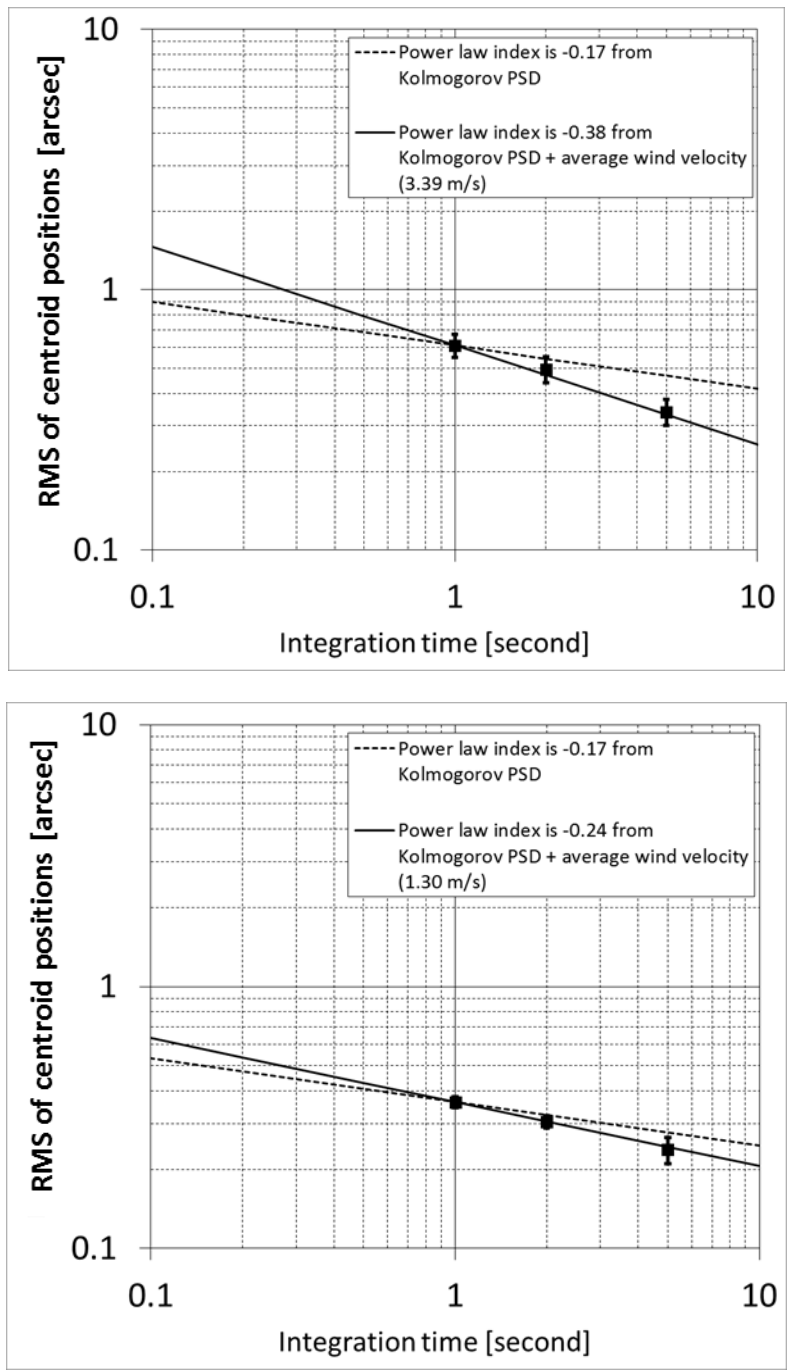 10
Power law index is -0.17 from
Kolmogorov PSD
Power law index is -0.38 from
Kolmogorov PSD + average wind velocity
(3.39 m/s)
RMS of centroid positions [arcsec]
1
0.1
0.1 1 10
Integration time [second]
10
Power law index is -0.17 from
Kolmogorov PSD
Power law index is -0.24 from
Kolmogorov PSD + average wind velocity
(1.30 m/s)
RMS of centroid positions [arcsec]
1
0.1
0.1 1 10
Integration time [second]